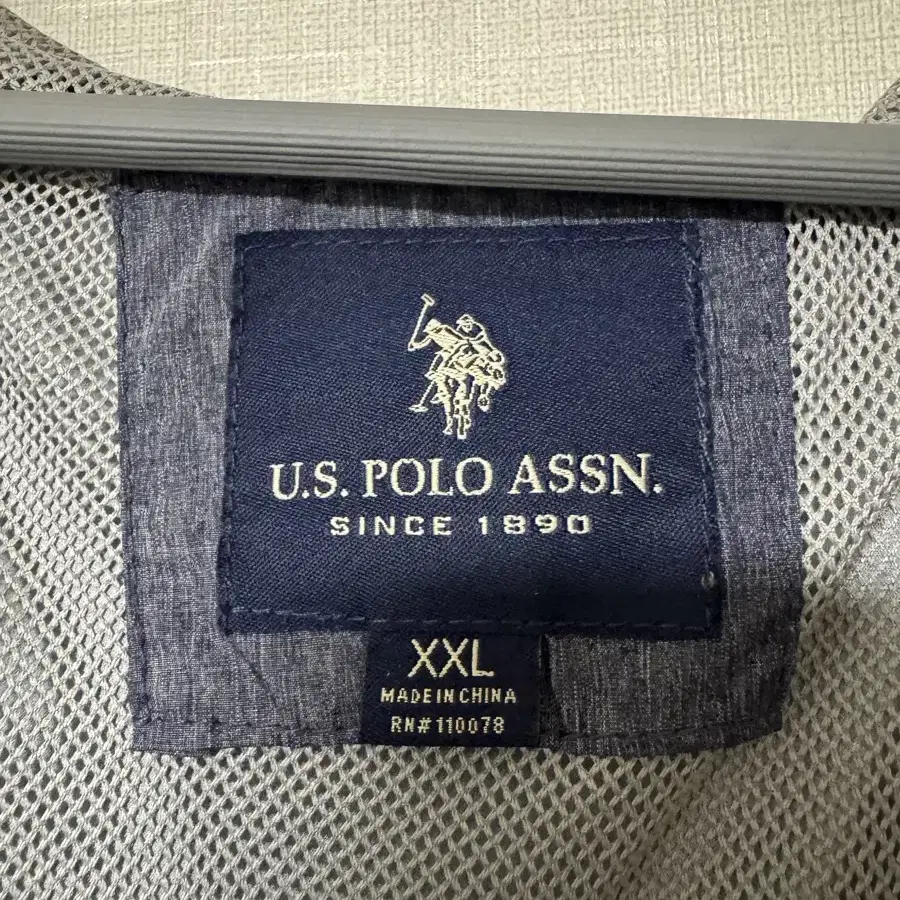 U.S. POLO ASSN.
SINCE 1890
XXL
MADE IN CHINA
RN# 110078